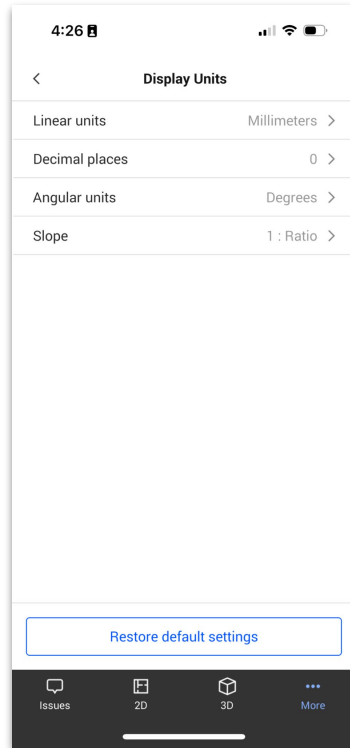 4:26
Display Units
Linear units Millimeters
Decimal places 0
Angular units Degrees
Slope 1 : Ratio
Restore default settings
Issues 2D 3D More